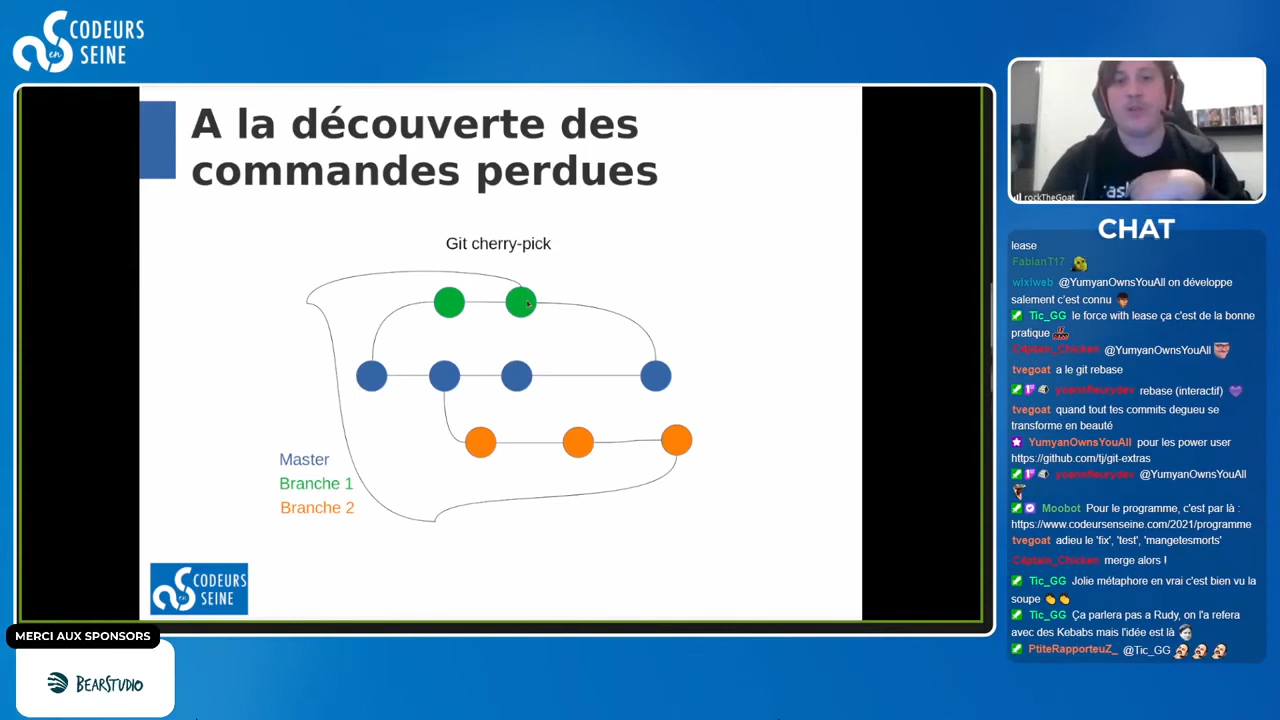 CODEURS
en
SEINE
A la découverte des
commandes perdues
Git cherry-pick
Master
Branche 1
Branche 2
CODEURS
en
SEINE
MERCI AUX SPONSORS
BEARSTUDIO
rockTheGoat
CHAT
lease
FabianT17
wlxlweb @YumyanOwnsYouAll on développe
salement c'est connu
Tic_GG le force with lease ça c'est de la bonne
pratique
C4ptain_Chicken @YumyanOwnsYouAll
tvegoat a le git rebase
yoannfleurydev rebase (interactif)
tvegoat quand tout tes commits degueu se
transforme en beauté
YumyanOwnsYouAll pour les power user
https://github.com/tj/git-extras
yoannfleurydev @YumyanOwnsYouAll
Moobot Pour le programme, c'est par là :
https://www.codeursenseine.com/2021/programme
tvegoat adieu le 'fix', 'test', 'mangetesmorts'
C4ptain_Chicken merge alors !
Tic_GG Jolie métaphore en vrai c'est bien vu la
soupe
Tic_GG Ça parlera pas a Rudy, on l'a refera
avec des Kebabs mais l'idée est là
PtiteRapporteuZ_ @Tic_GG